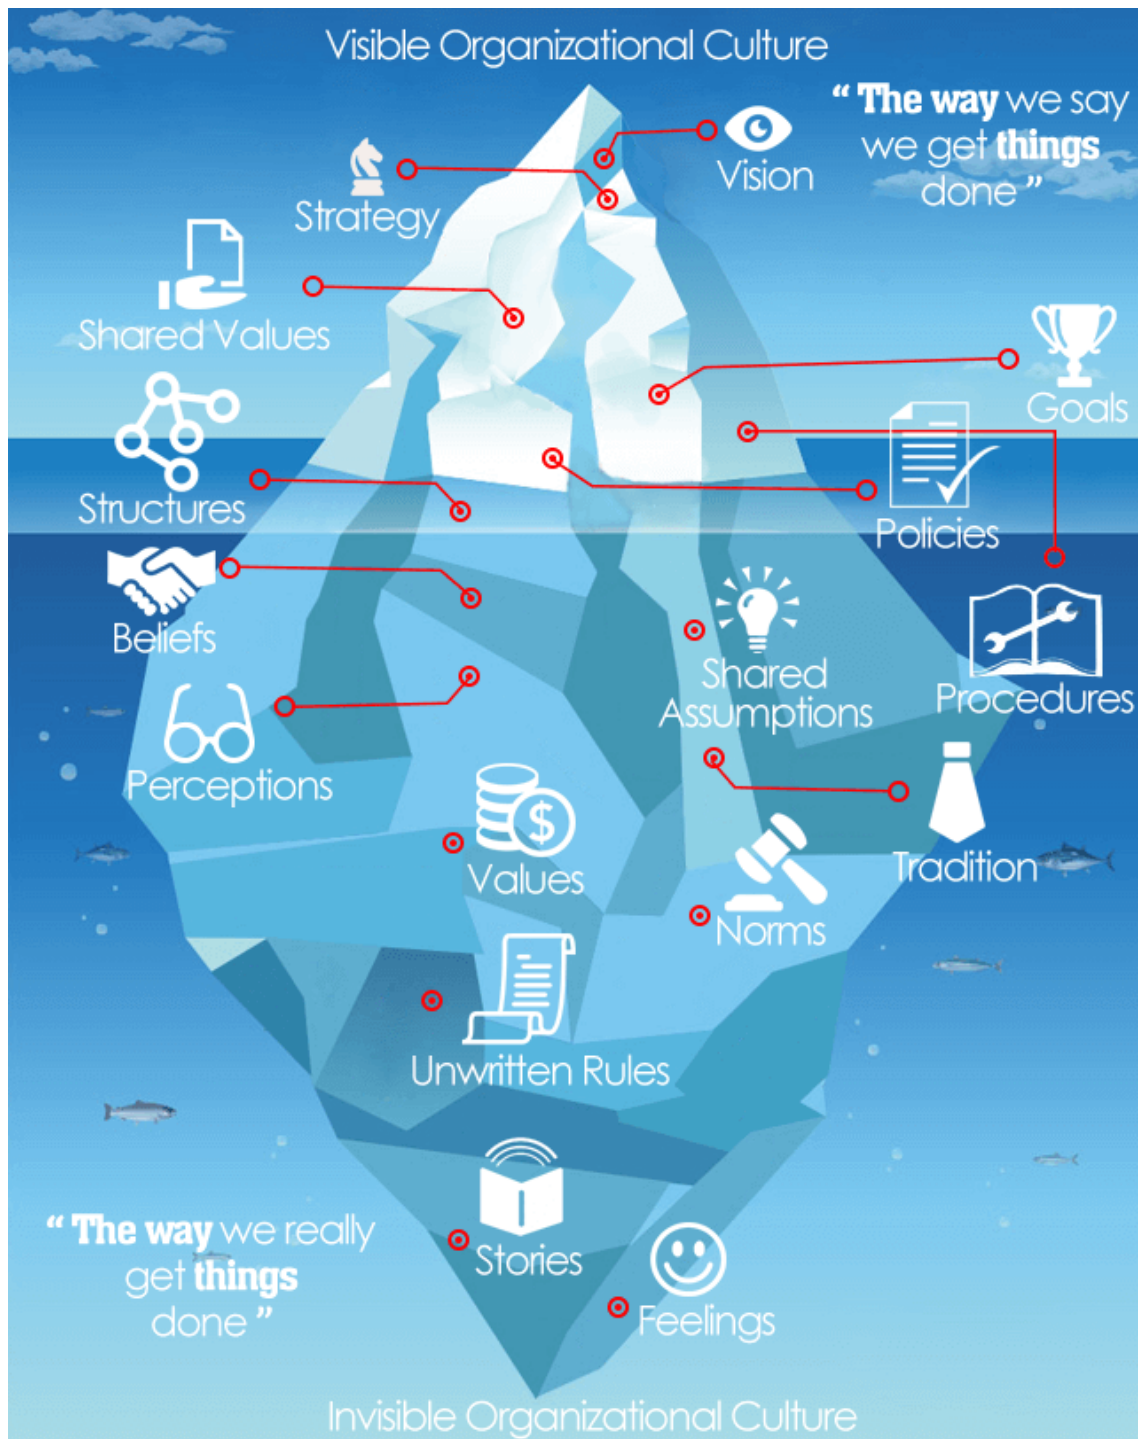 Visible Organizational Culture
“ The way we say
we get things
done ”
Vision
Strategy
Shared Values
Goals
Structures
Policies
Beliefs
Shared
Assumptions
Procedures
Perceptions
Tradition
$
Values
Norms
Unwritten Rules
“ The way we really
get things
done ”
Stories
Feelings
Invisible Organizational Culture